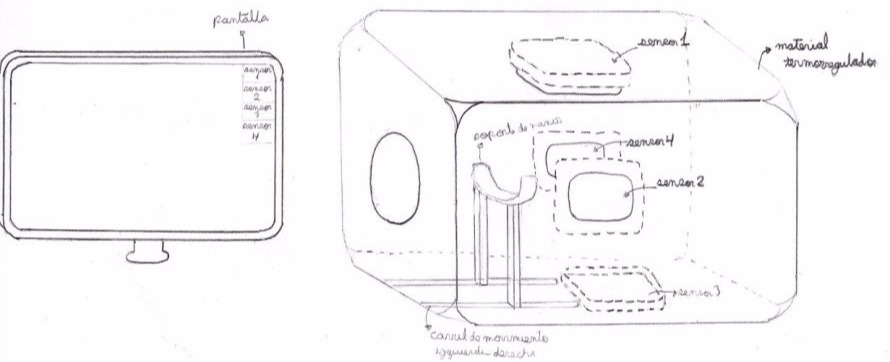 pantalla
sensor
1
sensor
2
sensor
3
sensor
4
sensor 1
material
termorregulador
soporte de
sensor 4
sensor 2
sensor 3
carril de movimiento
izquierda derecha